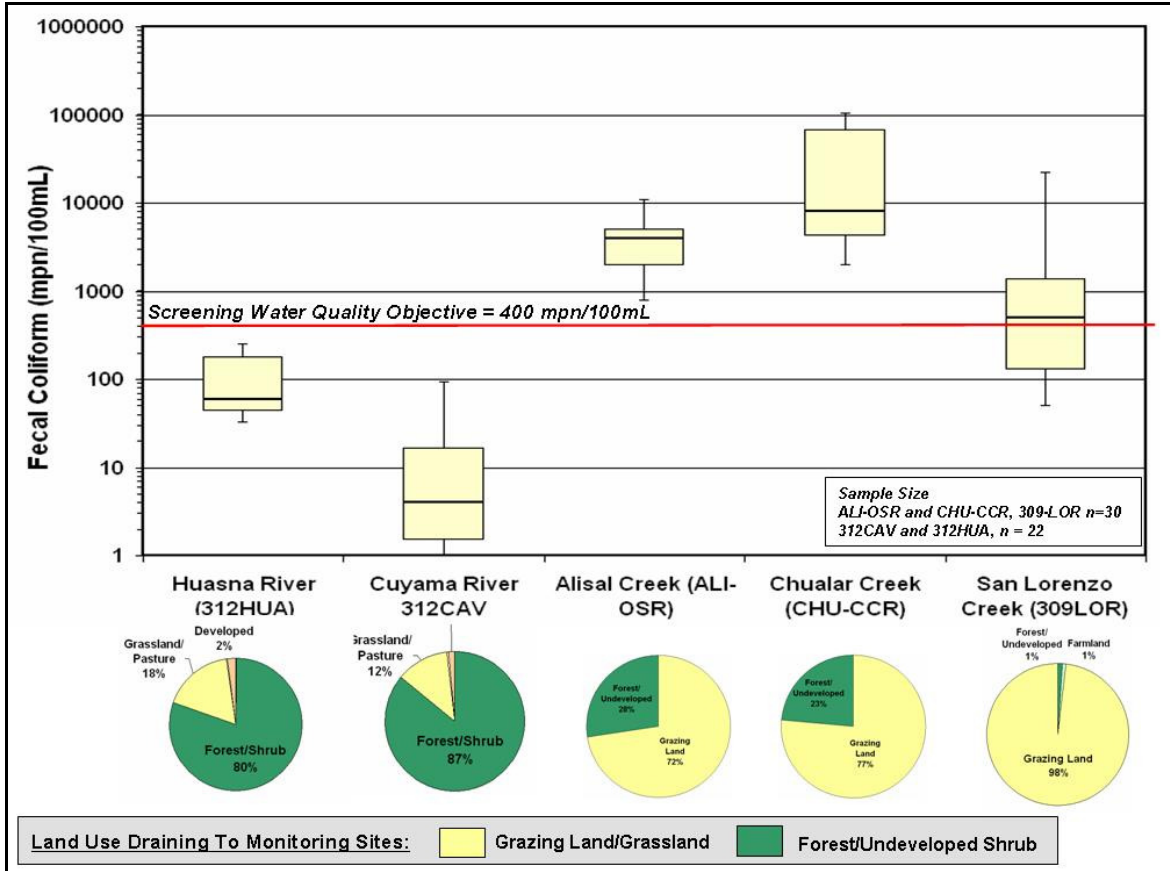 1000000
100000
10000
1000
100
10
1
Fecal Coliform (mpn/100mL)
Screening Water Quality Objective = 400 mpn/100mL
Sample Size
ALI-OSR and CHU-CCR, 309-LOR n=30
312CAV and 312HUA, n = 22
Huasna River
(312HUA)
Cuyama River
312CAV
Alisal Creek (ALI-
OSR)
Chualar Creek
(CHU-CCR)
San Lorenzo
Creek (309LOR)
Developed
2%
Grassland/
Pasture
18%
Forest/Shrub
80%
Grassland/
Pasture
12%
Forest/Shrub
87%
Forest/
Undeveloped
28%
Grazing
Land
72%
Forest/
Undeveloped
23%
Grazing
Land
77%
Forest/
Undeveloped
1%
Farmland
1%
Grazing Land
98%
Land Use Draining To Monitoring Sites:
Grazing Land/Grassland
Forest/Undeveloped Shrub